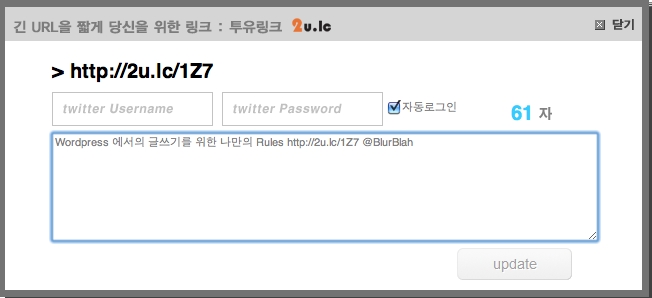 긴 URL을 짧게 당신을 위한 링크 : 투유링크 2u.lc 닫기
> http://2u.lc/1Z7
twitter Username twitter Password 자동로그인 61 자
Wordpress 에서의 글쓰기를 위한 나만의 Rules http://2u.lc/1Z7 @BlurBlah
update